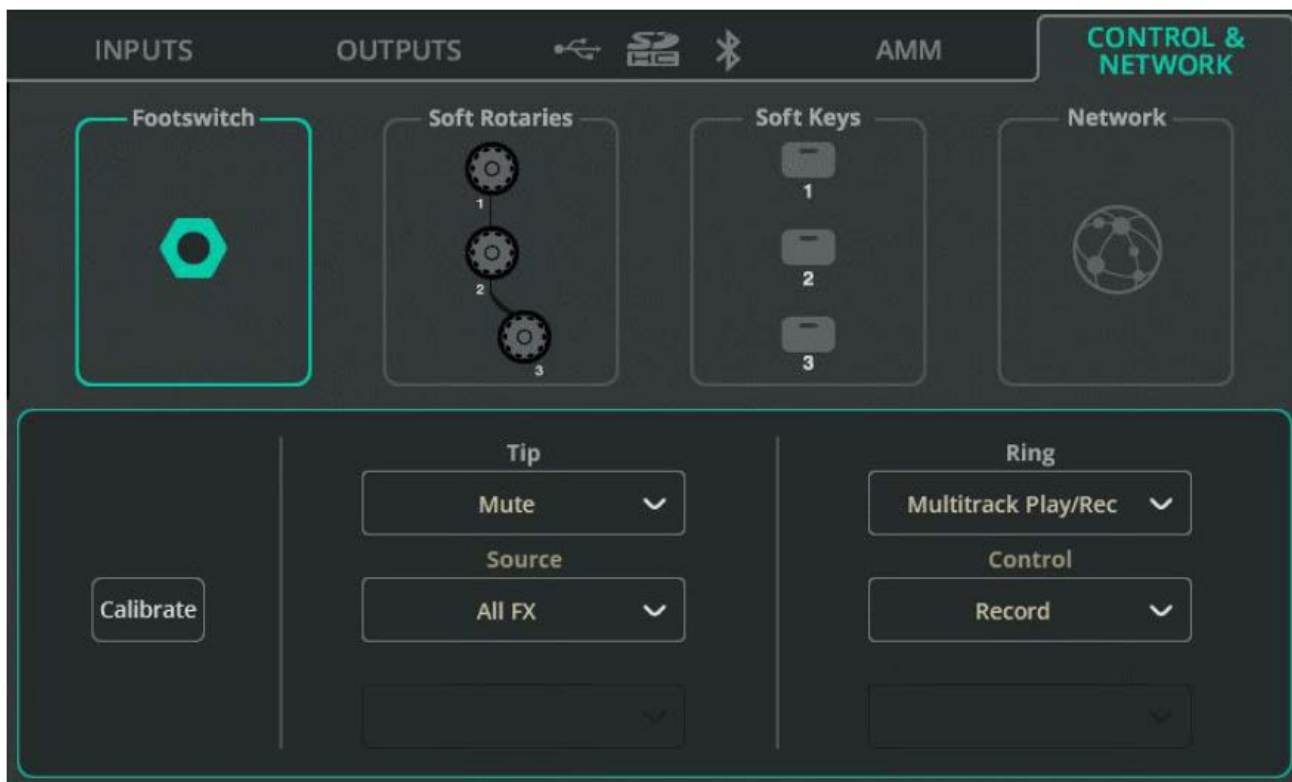 INPUTS OUTPUTS SD HC AMM CONTROL &
NETWORK
Footswitch Soft Rotaries Soft Keys Network
1 1
2 2
3 3
Tip Ring
Mute Multitrack Play/Rec
Source Control
Calibrate All FX Record